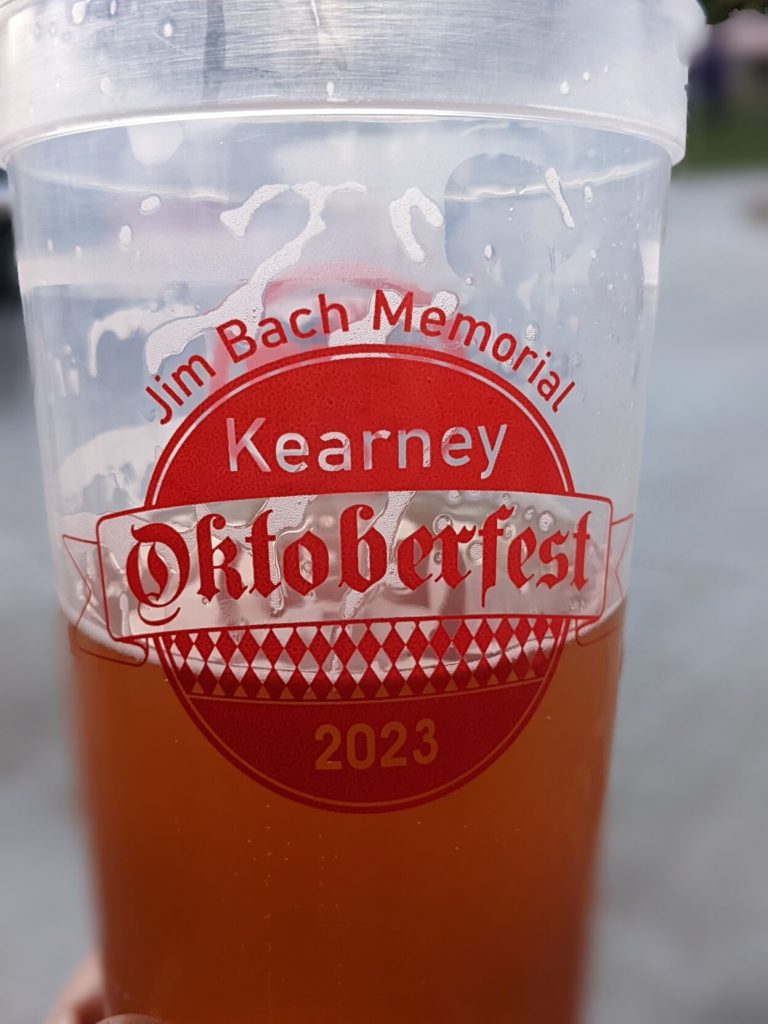 Jim Bach Memorial
Kearney
Oktoberfest
2023